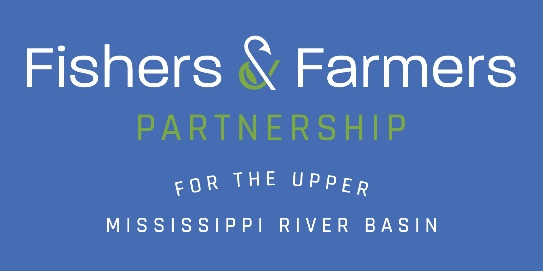 Fishers & Farmers
PARTNERSHIP
FOR THE UPPER
MISSISSIPPI RIVER BASIN